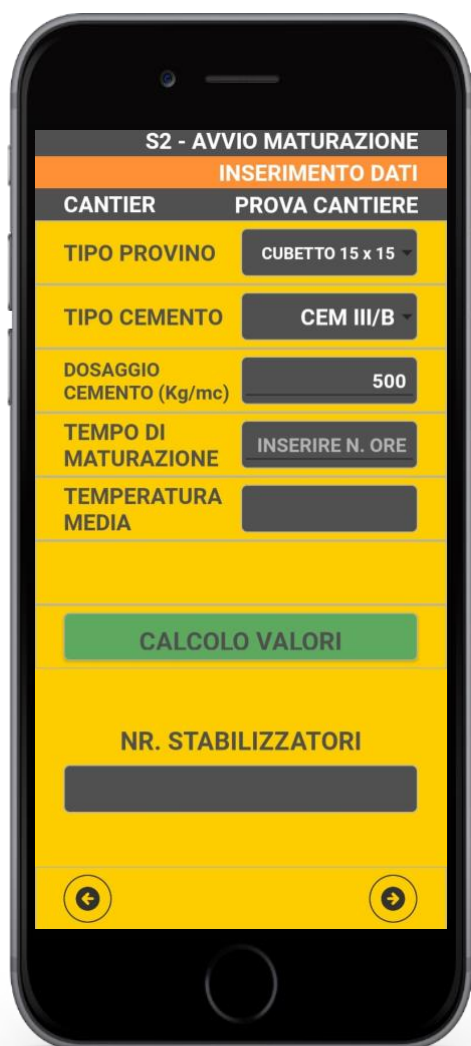 S2 - AVVIO MATURAZIONE
INSERIMENTO DATI
CANTIER PROVA CANTIERE
TIPO PROVINO CUBETTO 15 x 15
TIPO CEMENTO CEM III/B
DOSAGGIO
CEMENTO (Kg/mc) 500
TEMPO DI
MATURAZIONE INSERIRE N. ORE
TEMPERATURA
MEDIA
CALCOLO VALORI
NR. STABILIZZATORI